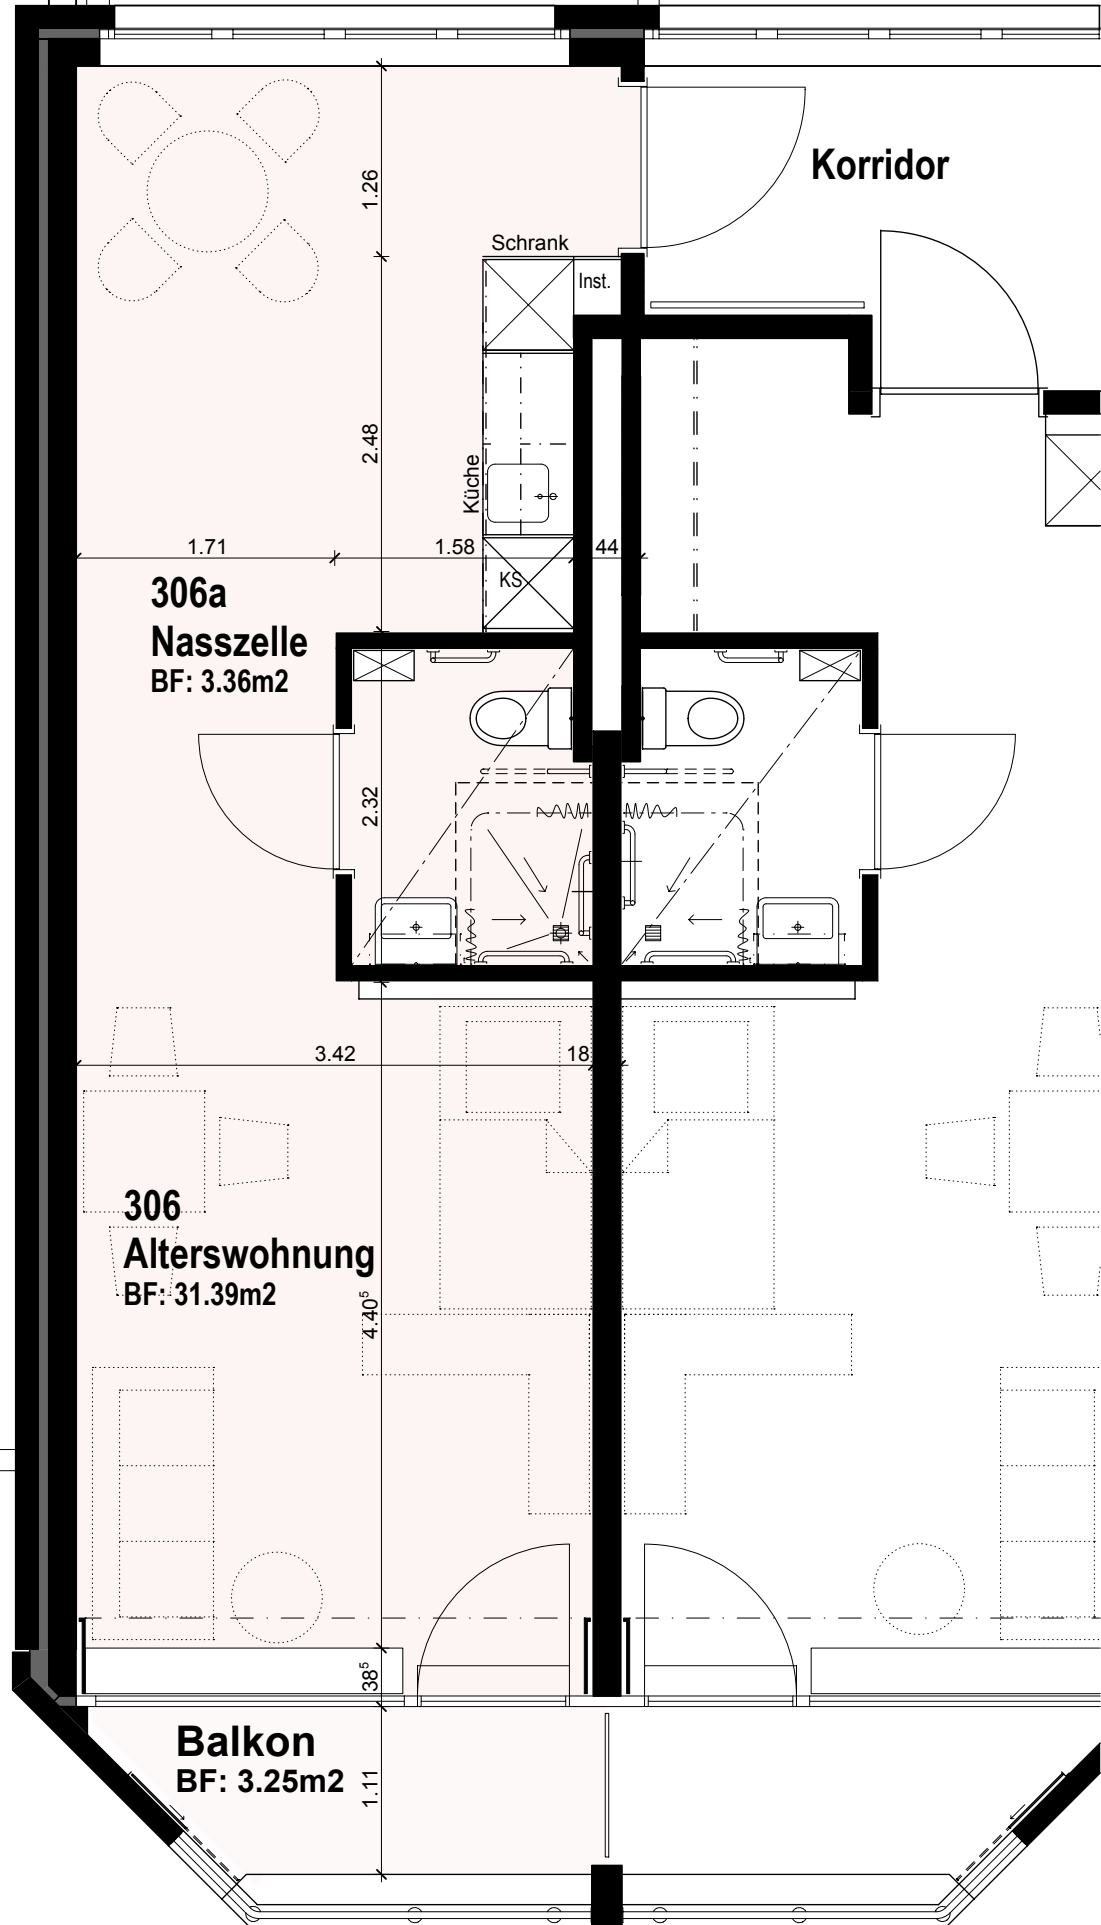 Korridor
1.26
Schrank
Inst.
2.48
Küche
1.71
1.58
44
KS
306a
Nasszelle
BF: 3.36m2
2.32
3.42
18
306
Alterswohnung
BF: 31.39m2
4.40⁵
38⁵
Balkon
BF: 3.25m2
1.11